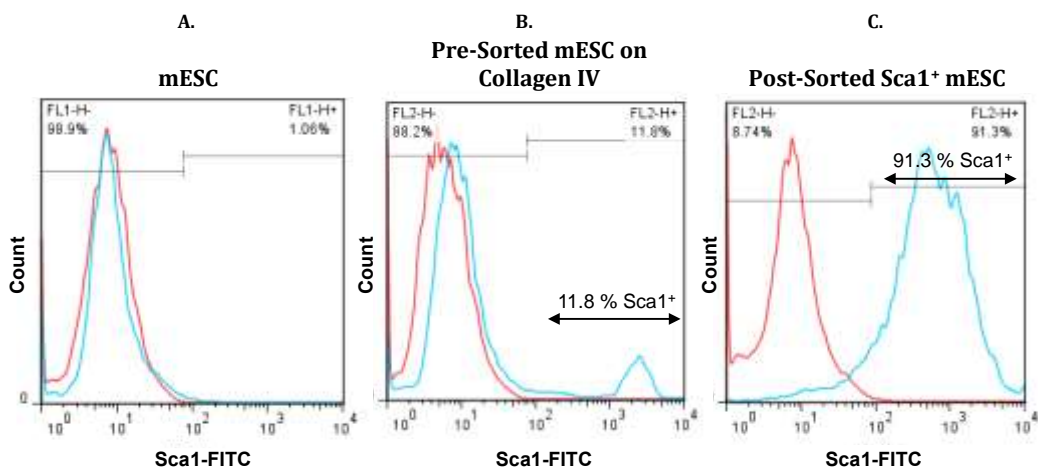 A.
mESC
FL1-H-
98.9%
FL1-H+
1.06%
Count
0
10⁰
10¹
10²
10³
10⁴
Sca1-FITC
B.
Pre-Sorted mESC on
Collagen IV
FL2-H-
88.2%
FL2-H+
11.8%
11.8 % Sca1⁺
Count
10⁰
10¹
10²
10³
10⁴
Sca1-FITC
C.
Post-Sorted Sca1⁺ mESC
FL2-H-
8.74%
FL2-H+
91.3%
91.3 % Sca1⁺
Count
10⁰
10¹
10²
10³
10⁴
Sca1-FITC